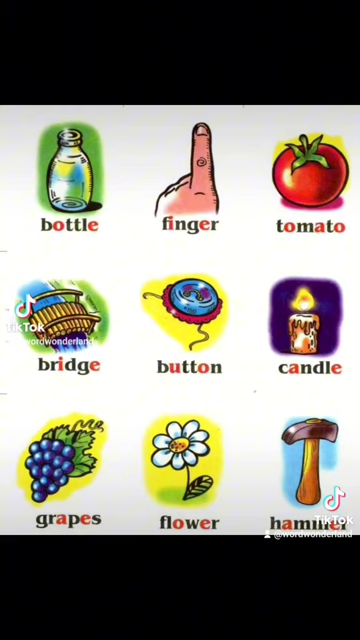 bottle finger tomato
TikTok
@wordwonderland
bridge button candle
grapes flower hammer
TikTok
@wordwonderland